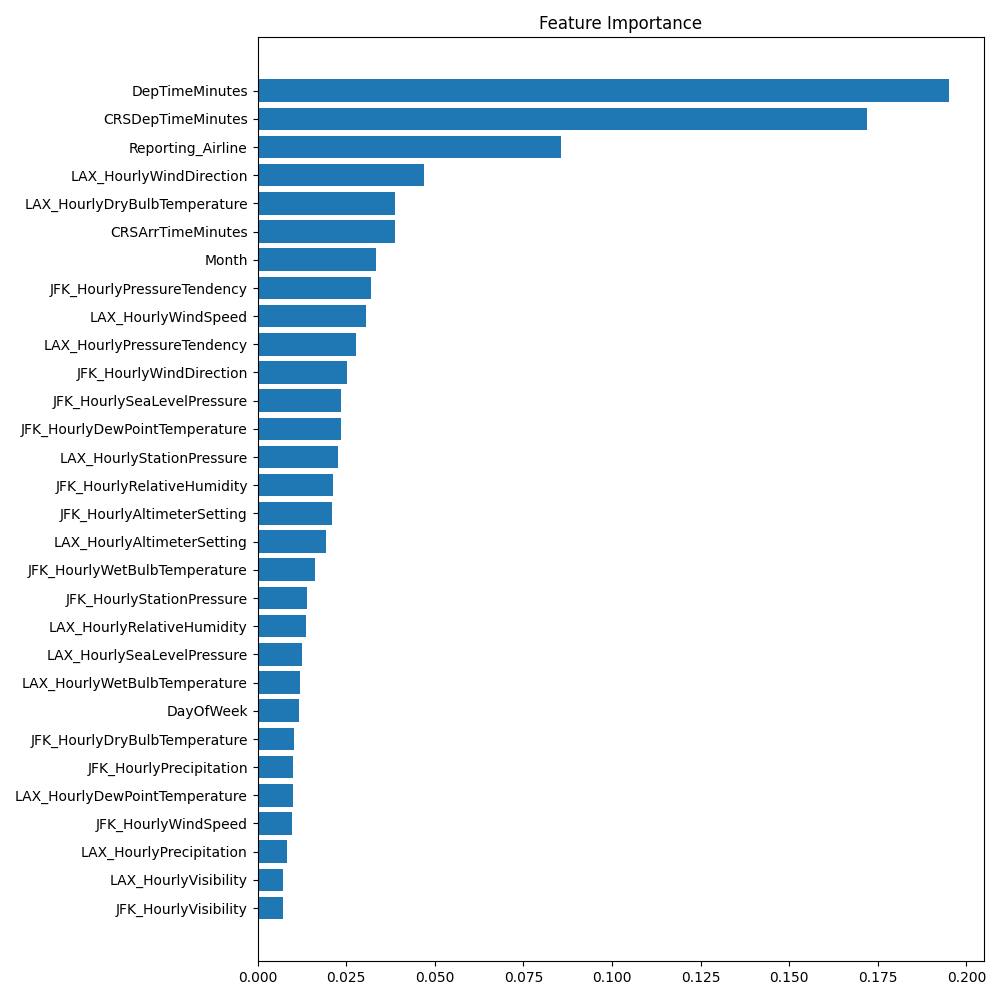 Feature Importance
DepTimeMinutes
CRSDepTimeMinutes
Reporting_Airline
LAX_HourlyWindDirection
LAX_HourlyDryBulbTemperature
CRSArrTimeMinutes
Month
JFK_HourlyPressureTendency
LAX_HourlyWindSpeed
LAX_HourlyPressureTendency
JFK_HourlyWindDirection
JFK_HourlySeaLevelPressure
JFK_HourlyDewPointTemperature
LAX_HourlyStationPressure
JFK_HourlyRelativeHumidity
JFK_HourlyAltimeterSetting
LAX_HourlyAltimeterSetting
JFK_HourlyWetBulbTemperature
JFK_HourlyStationPressure
LAX_HourlyRelativeHumidity
LAX_HourlySeaLevelPressure
LAX_HourlyWetBulbTemperature
DayOfWeek
JFK_HourlyDryBulbTemperature
JFK_HourlyPrecipitation
LAX_HourlyDewPointTemperature
JFK_HourlyWindSpeed
LAX_HourlyPrecipitation
LAX_HourlyVisibility
JFK_HourlyVisibility
0.000 0.025 0.050 0.075 0.100 0.125 0.150 0.175 0.200